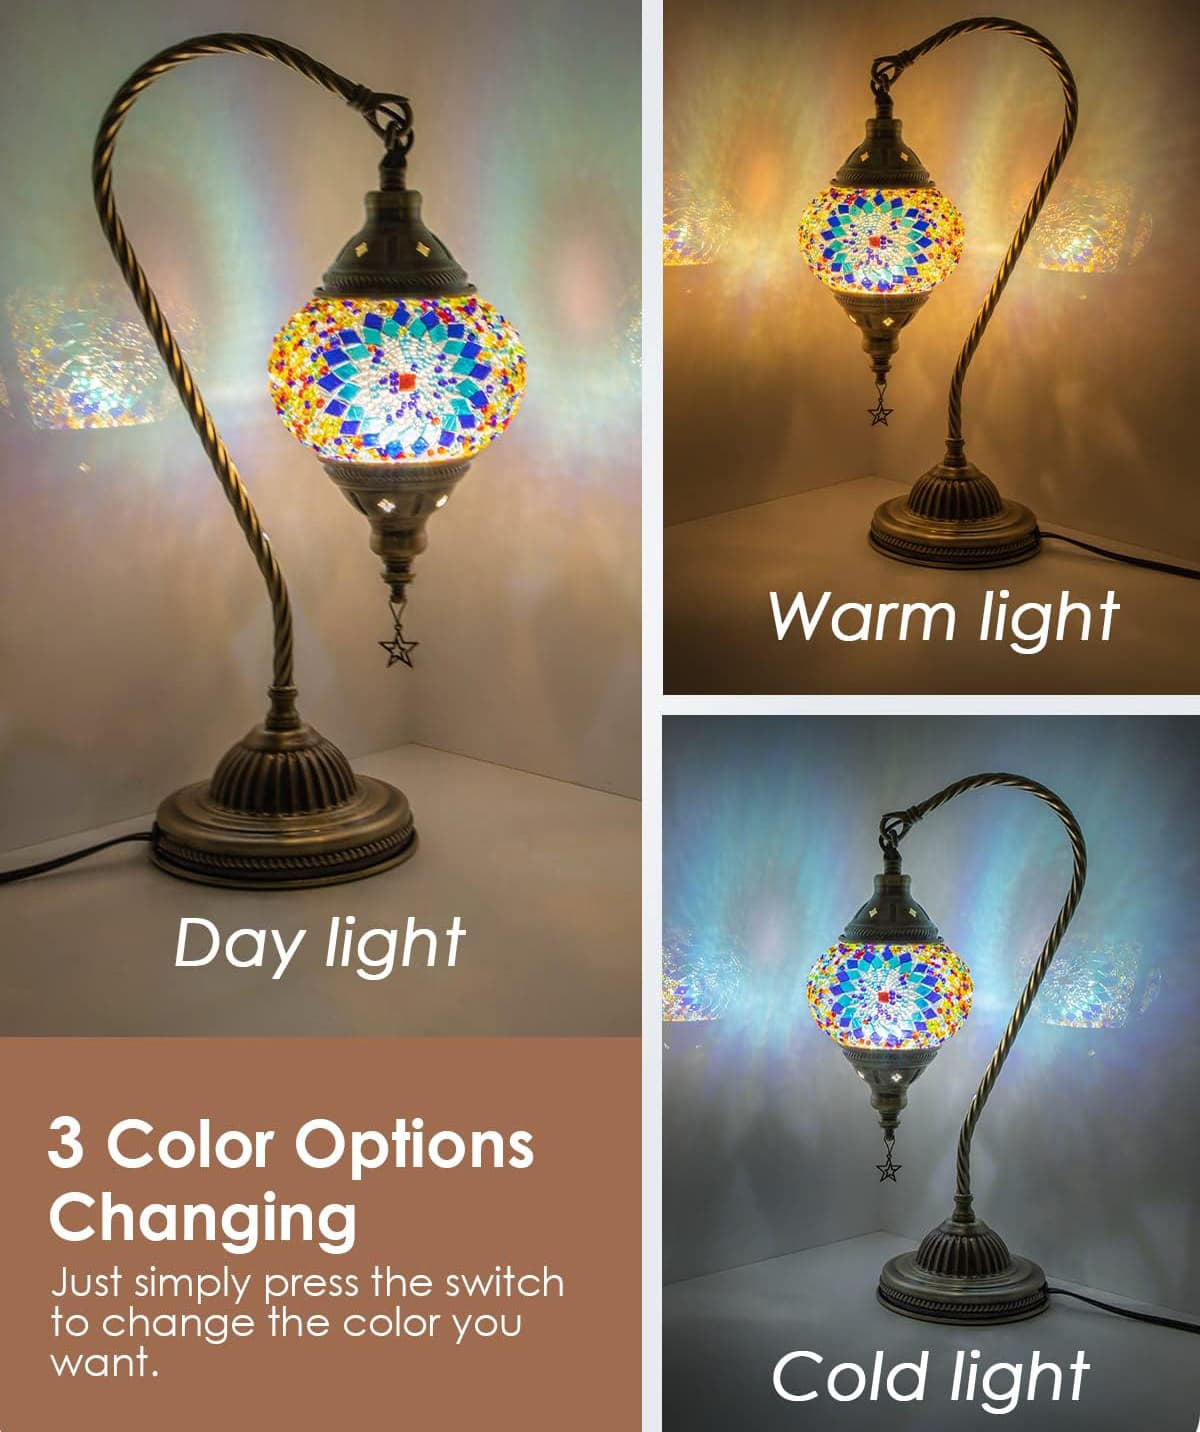 Day light
Warm light
Cold light
3 Color Options
Changing
Just simply press the switch
to change the color you
want.